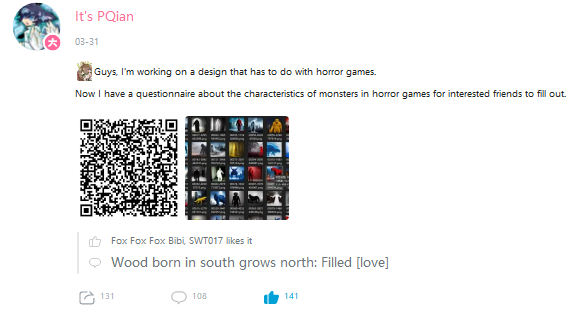 It's PQian
03-31
Guys, I'm working on a design that has to do with horror games.
Now I have a questionnaire about the characteristics of monsters in horror games for interested friends to fill out.
Fox Fox Fox Bibi, SWT017 likes it
Wood born in south grows north: Filled [love]
131 108 141